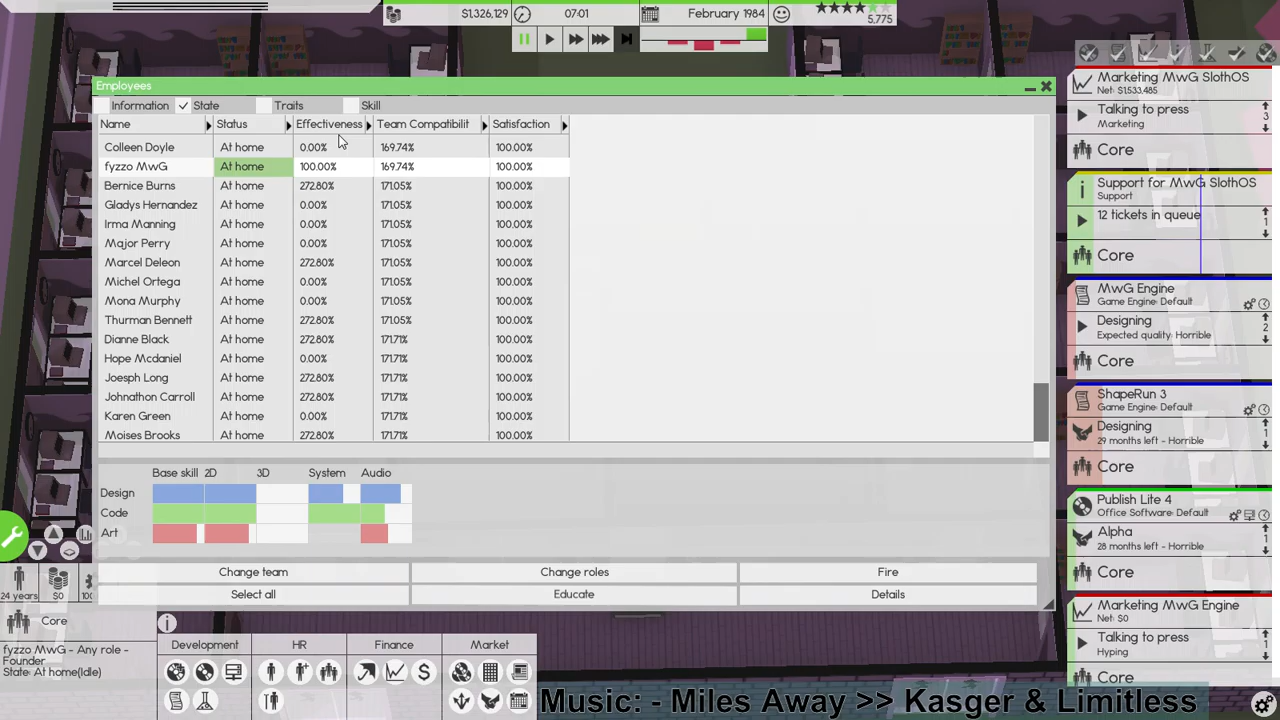 $1,326,129
07-01
February 1984
5,775
Employees
Information
State
Traits
Skill
Name Status Effectiveness Team Compatibilit Satisfaction
Colleen Doyle At home 0.00% 169.74% 100.00%
fyzzo MwG At home 100.00% 169.74% 100.00%
Bernice Burns At home 272.80% 171.05% 100.00%
Gladys Hernandez At home 0.00% 171.05% 100.00%
Irma Manning At home 0.00% 171.05% 100.00%
Major Perry At home 0.00% 171.05% 100.00%
Marcel Deleon At home 272.80% 171.05% 100.00%
Michel Ortega At home 0.00% 171.05% 100.00%
Mona Murphy At home 0.00% 171.05% 100.00%
Thurman Bennett At home 272.80% 171.05% 100.00%
Dianne Black At home 272.80% 171.71% 100.00%
Hope Mcdaniel At home 0.00% 171.71% 100.00%
Joesph Long At home 272.80% 171.71% 100.00%
Johnathon Carroll At home 272.80% 171.71% 100.00%
Karen Green At home 0.00% 171.71% 100.00%
Moises Brooks At home 272.80% 171.71% 100.00%
Base skill 2D 3D System Audio
Design
Code
Art
Change team Change roles Fire
Select all Educate Details
Marketing MwG SlothOS
Net: $1,533,485
Talking to press
Marketing
3
Core
Support for MwG SlothOS
Support
12 tickets in queue
1
Core
MwG Engine
Game Engine: Default
Designing
Expected quality: Horrible
2
Core
ShapeRun 3
Game Engine: Default
Designing
29 months left - Horrible
1
Core
Publish Lite 4
Office Software: Default
Alpha
28 months left - Horrible
1
Core
Marketing MwG Engine
Net: $0
Talking to press
Hyping
1
Core
24 years $0
Core
fyzzo MwG - Any role -
Founder
State: At home(Idle)
Development HR Finance Market
Music: - Miles Away >> Kasger & Limitless